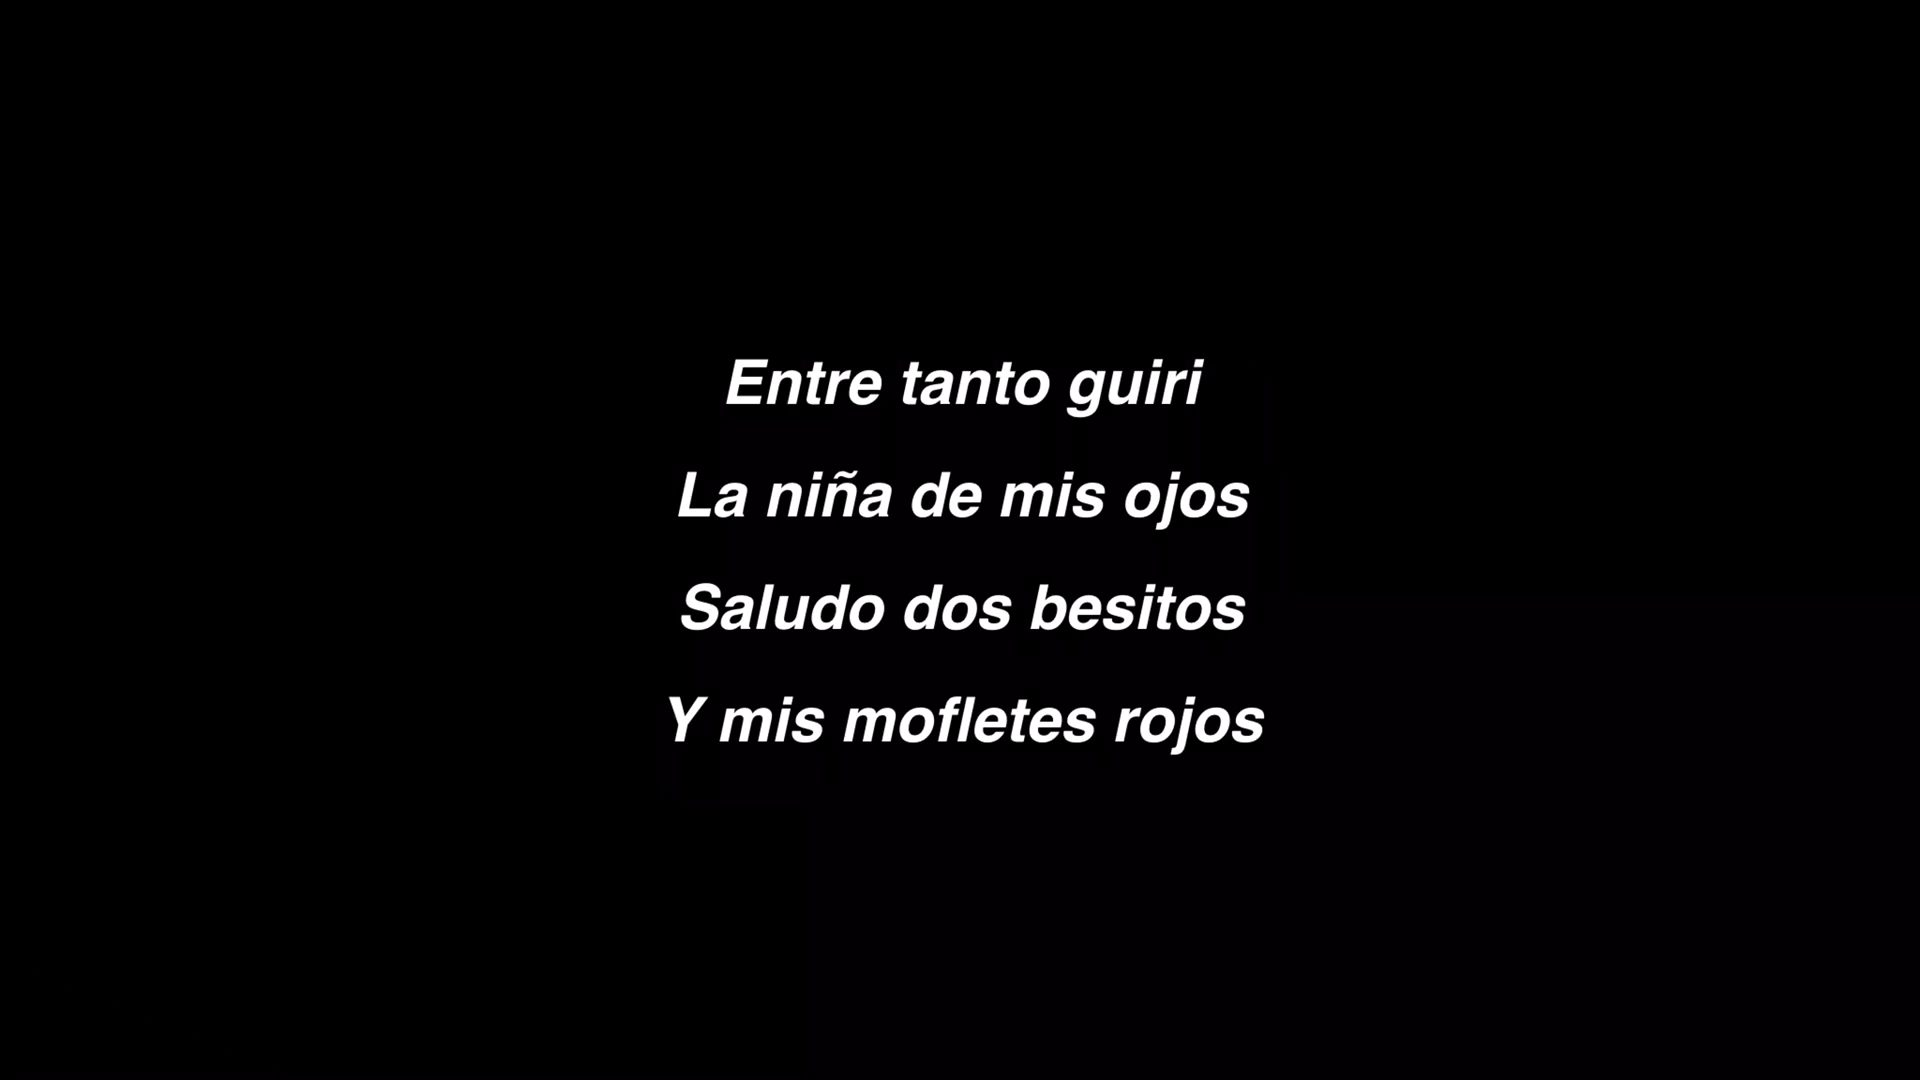 Entre tanto guiri
La niña de mis ojos
Saludo dos besitos
Y mis mofletes rojos